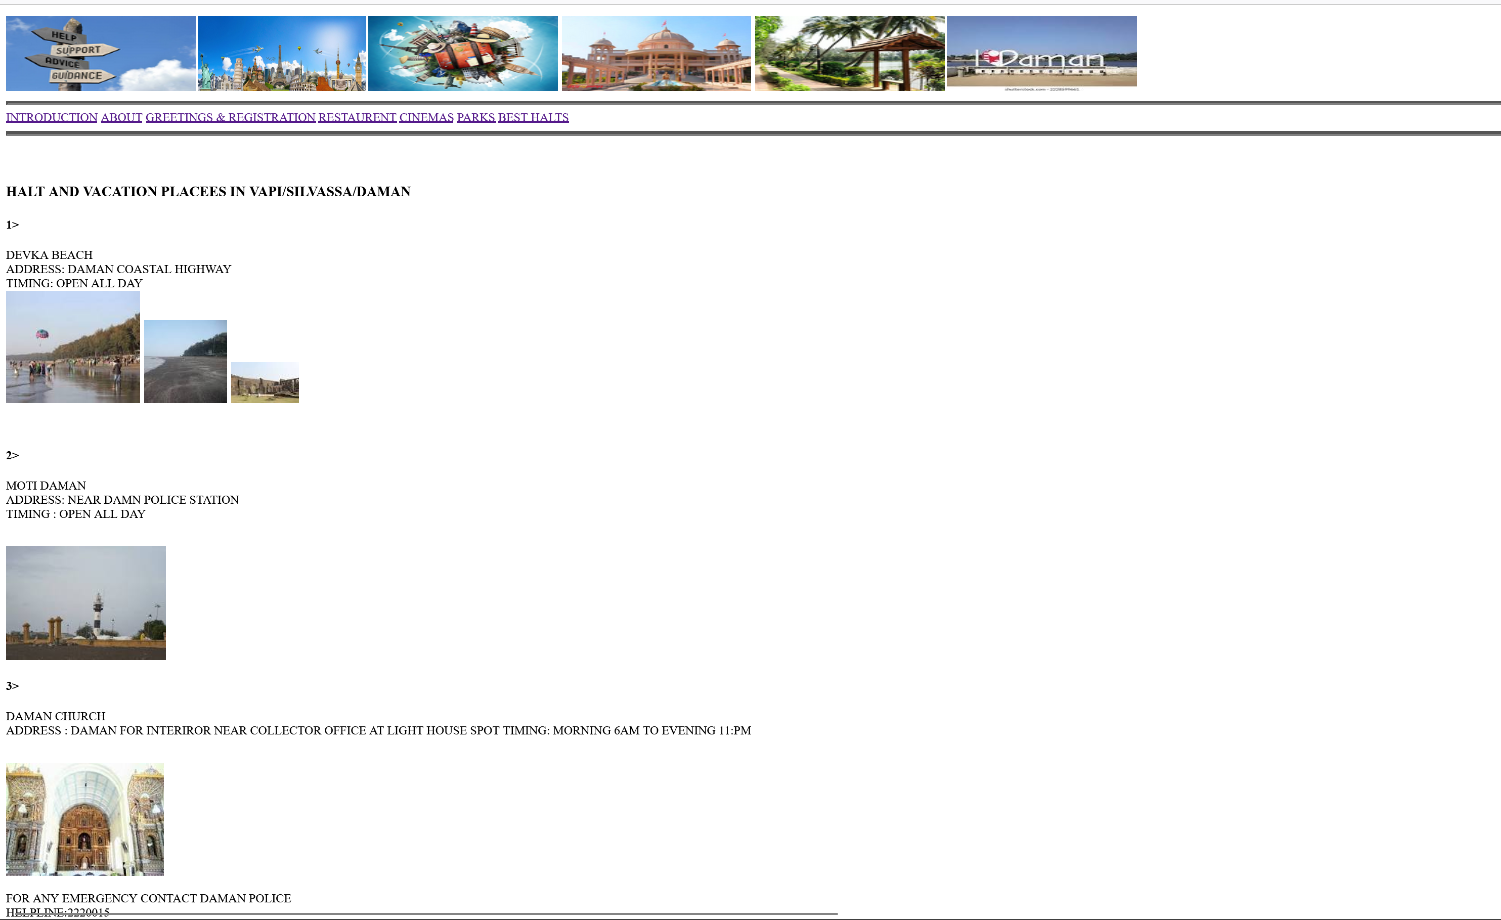 HELP
SUPPORT
ADVICE
GUIDANCE
I Daman
INTRODUCTION ABOUT GREETINGS & REGISTRATION RESTAURENT CINEMAS PARKS BEST HALTS
HALT AND VACATION PLACEES IN VAPI/SILVASSA/DAMAN
1>
DEVKA BEACH
ADDRESS: DAMAN COASTAL HIGHWAY
TIMING: OPEN ALL DAY
2>
MOTI DAMAN
ADDRESS: NEAR DAMN POLICE STATION
TIMING : OPEN ALL DAY
3>
DAMAN CHURCH
ADDRESS : DAMAN FOR INTERIROR NEAR COLLECTOR OFFICE AT LIGHT HOUSE SPOT TIMING: MORNING 6AM TO EVENING 11:PM
FOR ANY EMERGENCY CONTACT DAMAN POLICE
HELPLINE:2220015